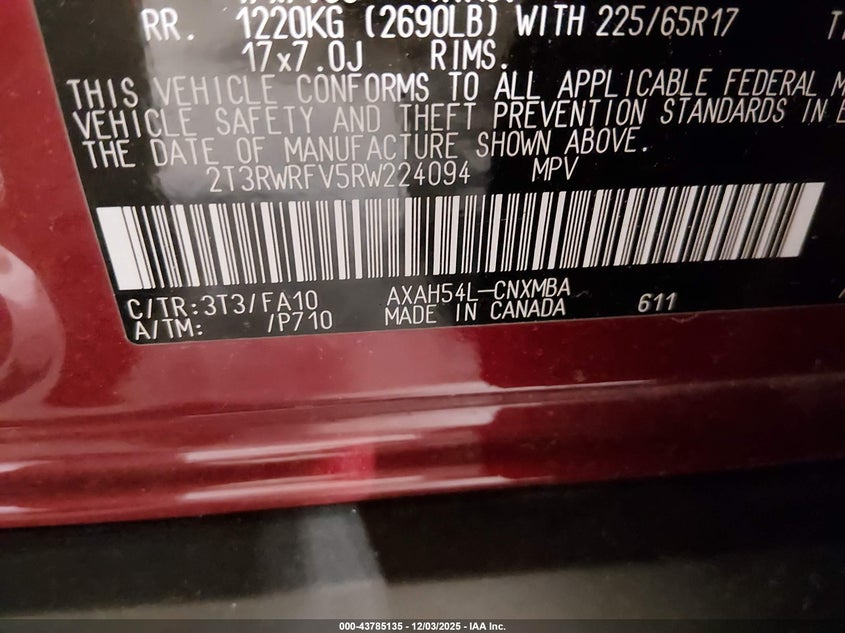 RR. 1220KG (2690LB) WITH 225/65R17
17x7.0J RIMS.
THIS VEHICLE CONFORMS TO ALL APPLICABLE FEDERAL M
VEHICLE SAFETY AND THEFT PREVENTION STANDARDS IN E
THE DATE OF MANUFACTURE SHOWN ABOVE.
2T3RWRFV5RW224094 MPV
C/TR:3T3/FA10 AXAH54L-CNXMBA 611
A/TM: /P710 MADE IN CANADA
000-43785135 - 12/03/2025 - IAA Inc.